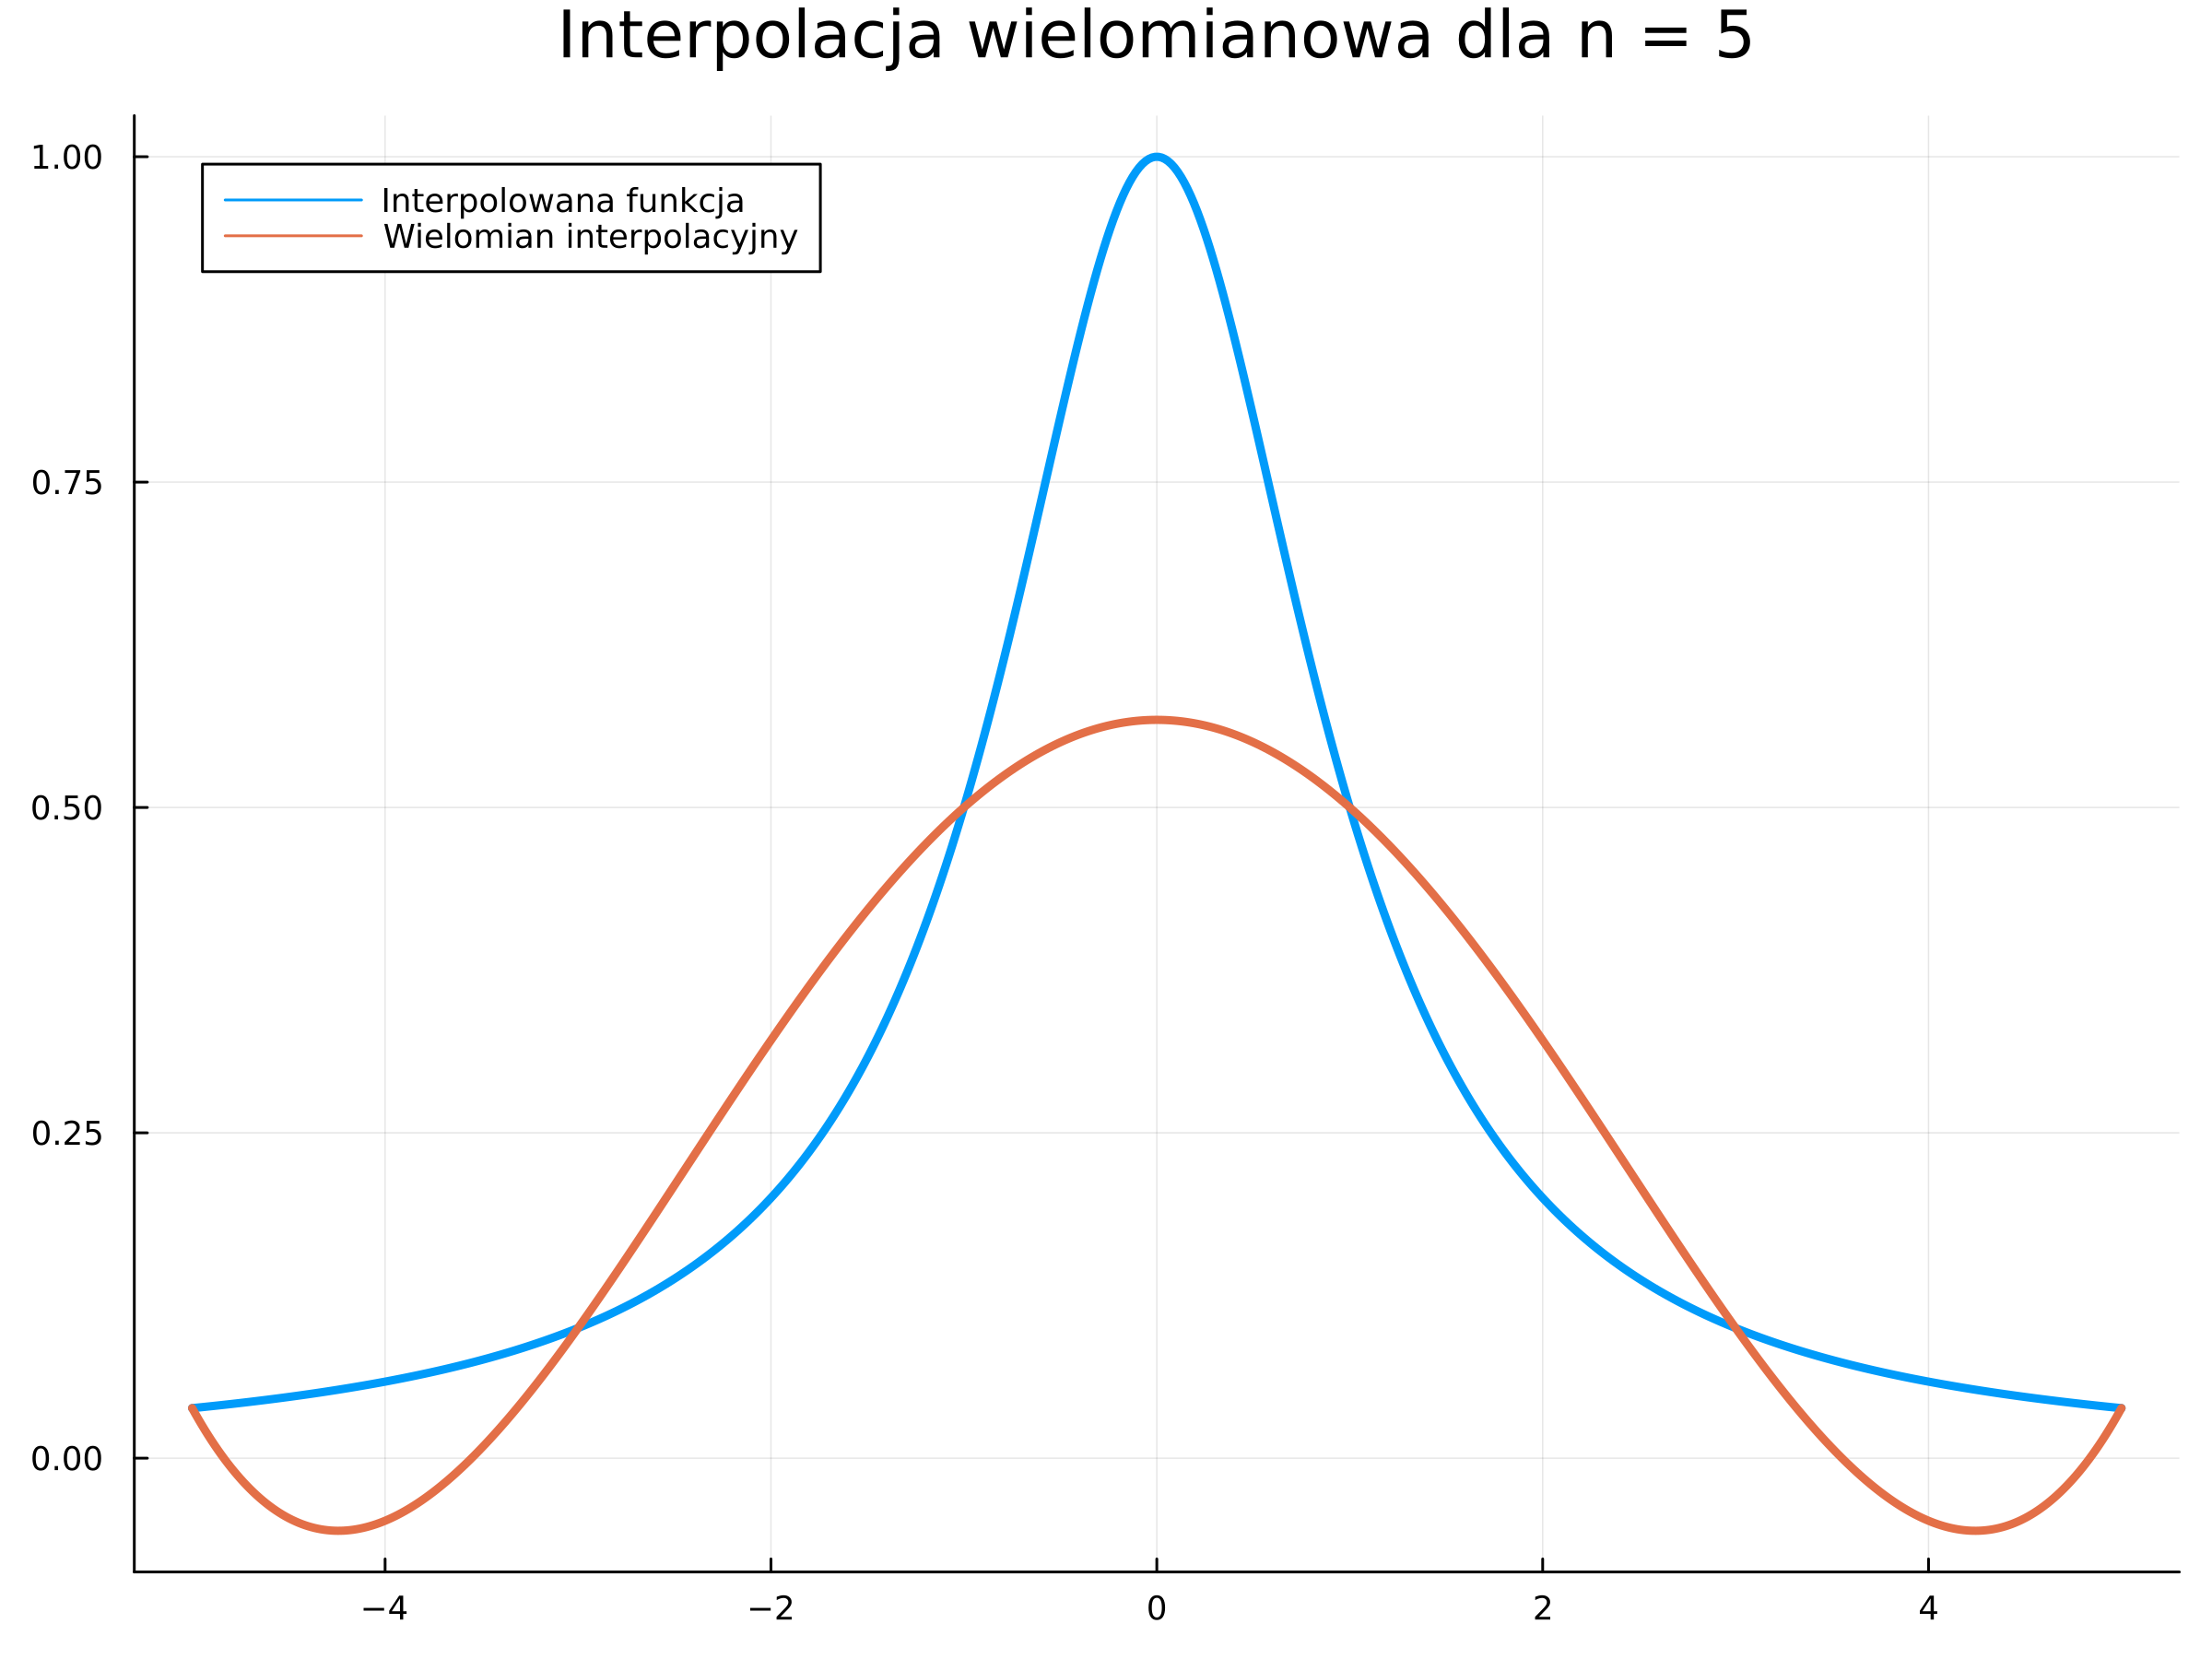 Interpolacja wielomianowa dla n = 5
1.00
Interpolowana funkcja
Wielomian interpolacyjny
0.75
0.50
0.25
0.00
−4 −2 0 2 4